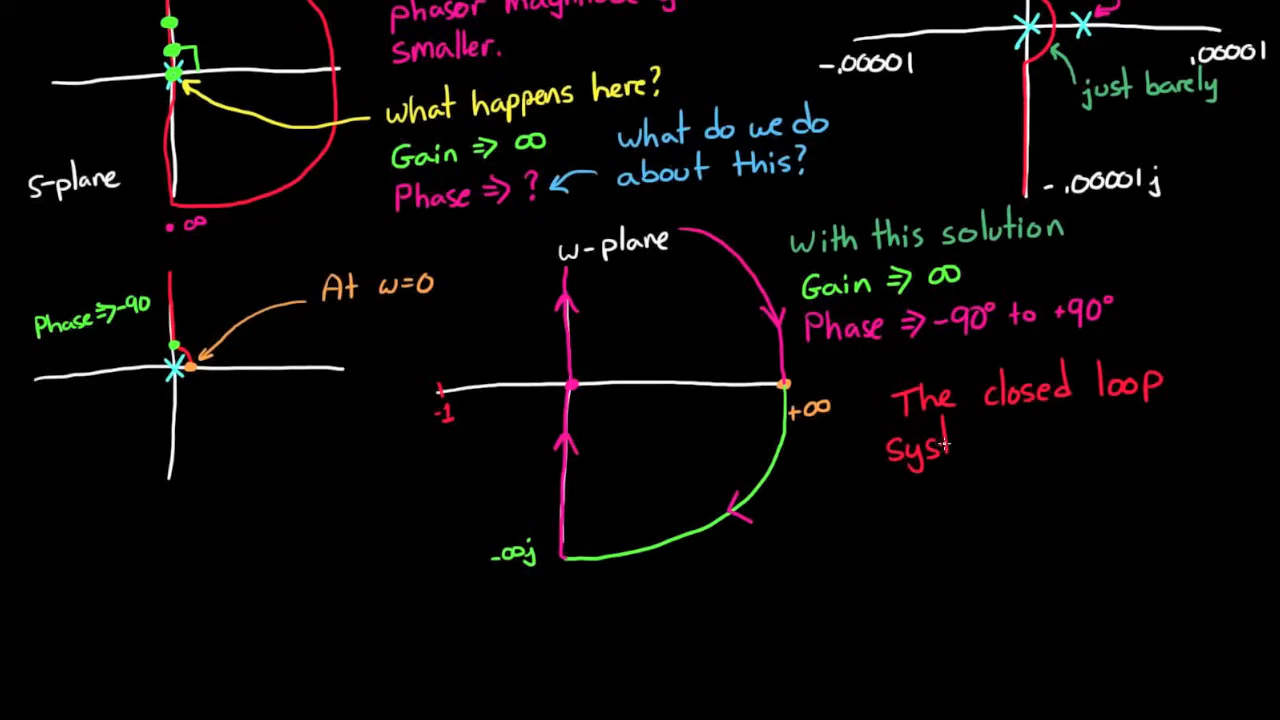 phasor magnitude g
smaller.
-.00001
.00001
just barely
-.00001j
What happens here?
Gain => ∞
Phase => ?
What do we do
about this?
S-plane
∞
At ω=0
Phase=>-90
w-plane
-1
+∞
-∞j
With this solution
Gain => ∞
Phase => -90° to +90°
The closed loop
syst